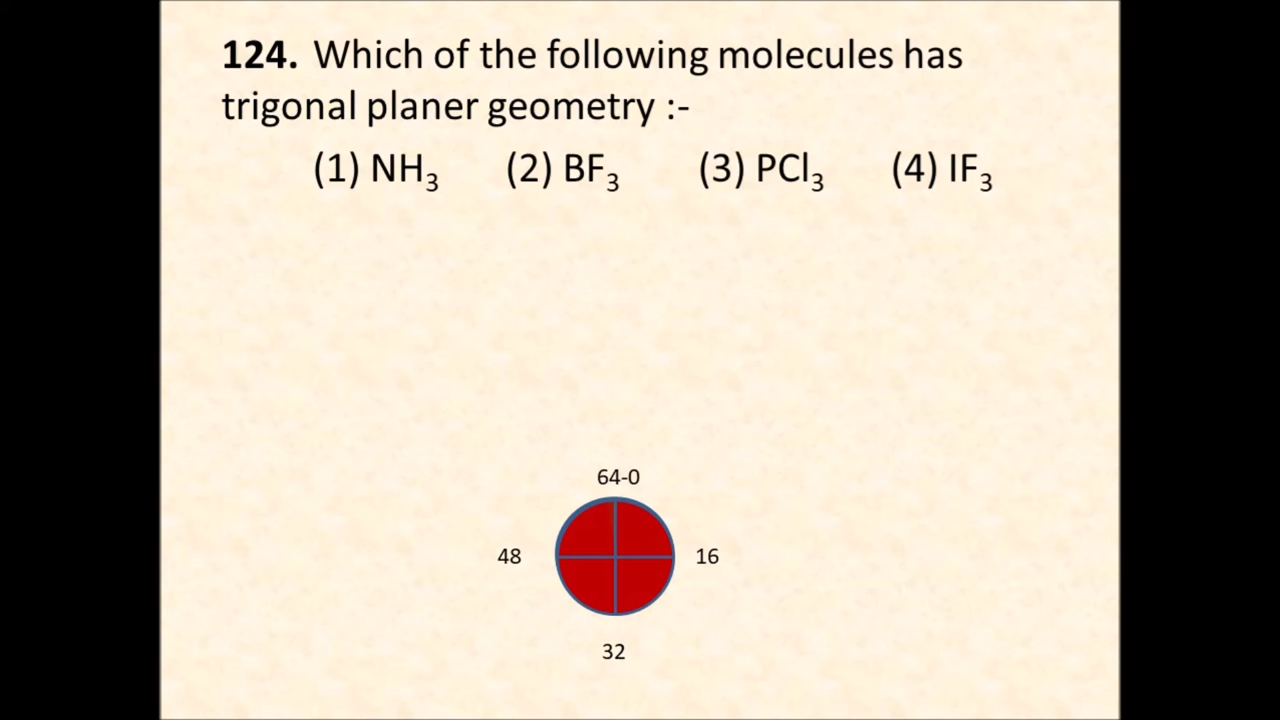 124. Which of the following molecules has
trigonal planer geometry :-
(1) NH₃ (2) BF₃ (3) PCl₃ (4) IF₃
64-0
48 16
32